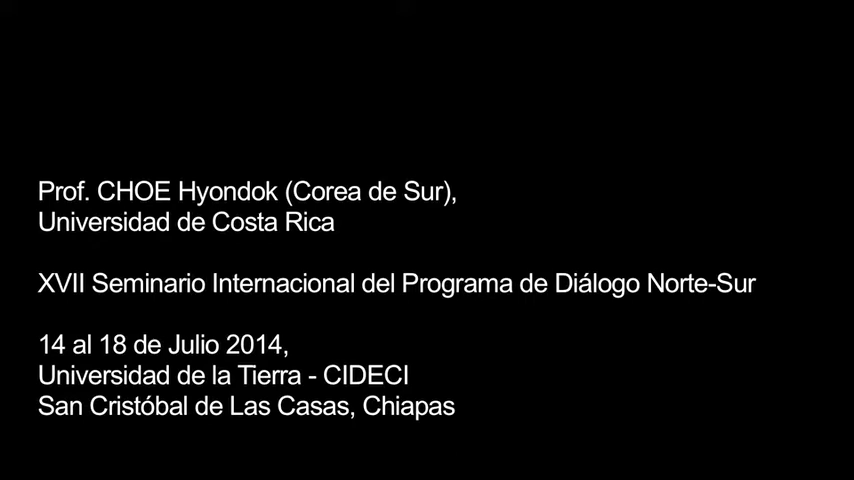 Prof. CHOE Hyondok (Corea de Sur),
Universidad de Costa Rica
XVII Seminario Internacional del Programa de Diálogo Norte-Sur
14 al 18 de Julio 2014,
Universidad de la Tierra - CIDECI
San Cristóbal de Las Casas, Chiapas